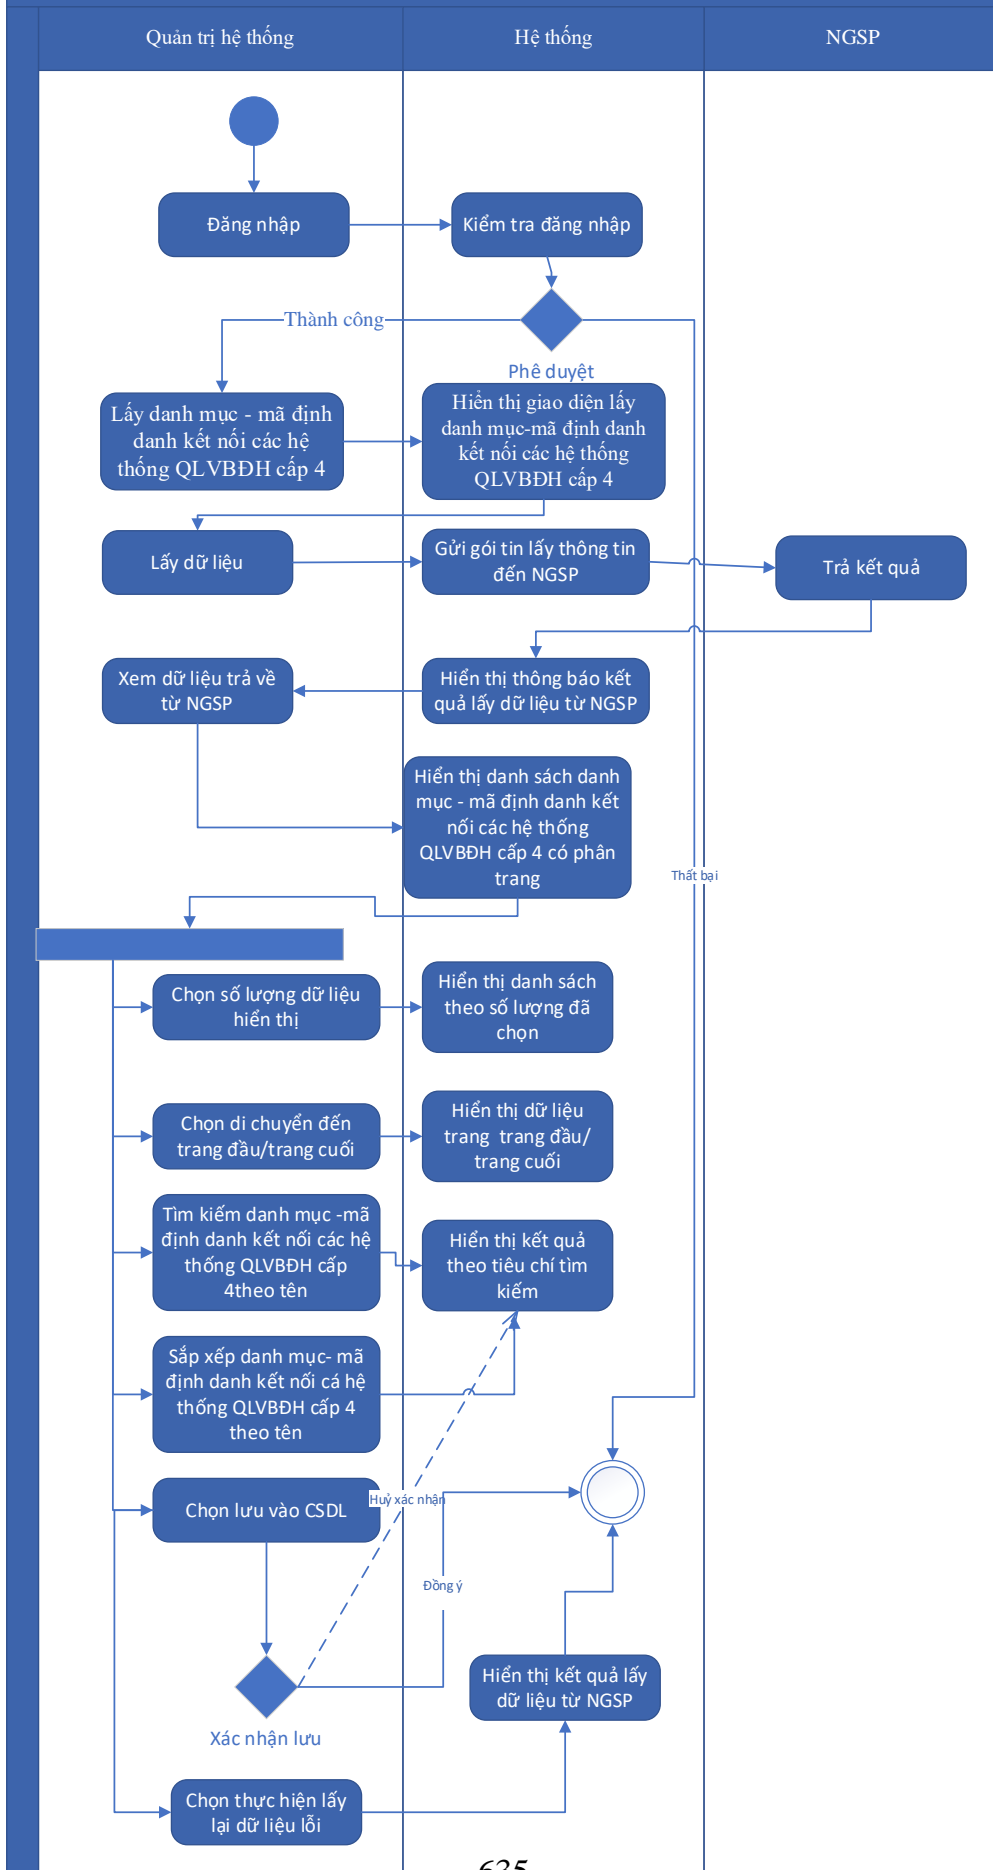 Quản trị hệ thống
Hệ thống
NGSP
Đăng nhập
Kiểm tra đăng nhập
Thành công
Phê duyệt
Lấy danh mục - mã định
danh kết nối các hệ
thống QLVBĐH cấp 4
Hiển thị giao diện lấy
danh mục-mã định danh
kết nối các hệ thống
QLVBĐH cấp 4
Lấy dữ liệu
Gửi gói tin lấy thông tin
đến NGSP
Trả kết quả
Xem dữ liệu trả về
từ NGSP
Hiển thị thông báo kết
quả lấy dữ liệu từ NGSP
Hiển thị danh sách danh
mục - mã định danh kết
nối các hệ thống
QLVBĐH cấp 4 có phân
trang
Thất bại
Chọn số lượng dữ liệu
hiển thị
Hiển thị danh sách
theo số lượng đã
chọn
Chọn di chuyển đến
trang đầu/trang cuối
Hiển thị dữ liệu
trang  trang đầu/
trang cuối
Tìm kiếm danh mục -mã
định danh kết nối các hệ
thống QLVBĐH cấp
4theo tên
Hiển thị kết quả
theo tiêu chí tìm
kiếm
Sắp xếp danh mục- mã
định danh kết nối cá hệ
thống QLVBĐH cấp 4
theo tên
Chọn lưu vào CSDL
Huỷ xác nhận
Đồng ý
Hiển thị kết quả lấy
dữ liệu từ NGSP
Xác nhận lưu
Chọn thực hiện lấy
lại dữ liệu lỗi
635